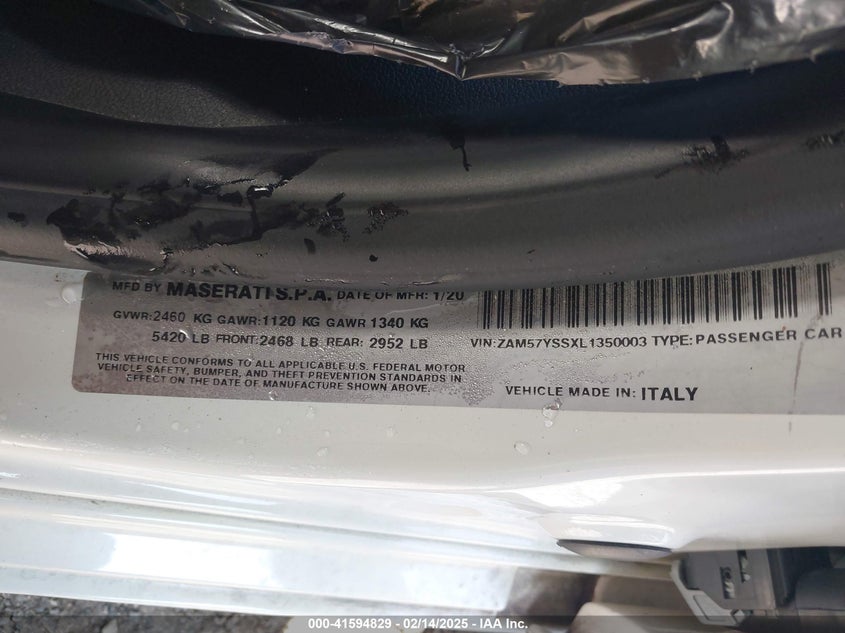 MFD BY MASERATI S.P.A. DATE OF MFR: 1/20
GVWR:2460 KG GAWR:1120 KG GAWR 1340 KG
5420 LB FRONT:2468 LB REAR: 2952 LB
THIS VEHICLE CONFORMS TO ALL APPLICABLE U.S. FEDERAL MOTOR
VEHICLE SAFETY, BUMPER, AND THEFT PREVENTION STANDARDS IN
EFFECT ON THE DATE OF MANUFACTURE SHOWN ABOVE.
VIN:ZAM57YSSXL1350003 TYPE:PASSENGER CAR
VEHICLE MADE IN: ITALY
000-41594829 - 02/14/2025 - IAA Inc.